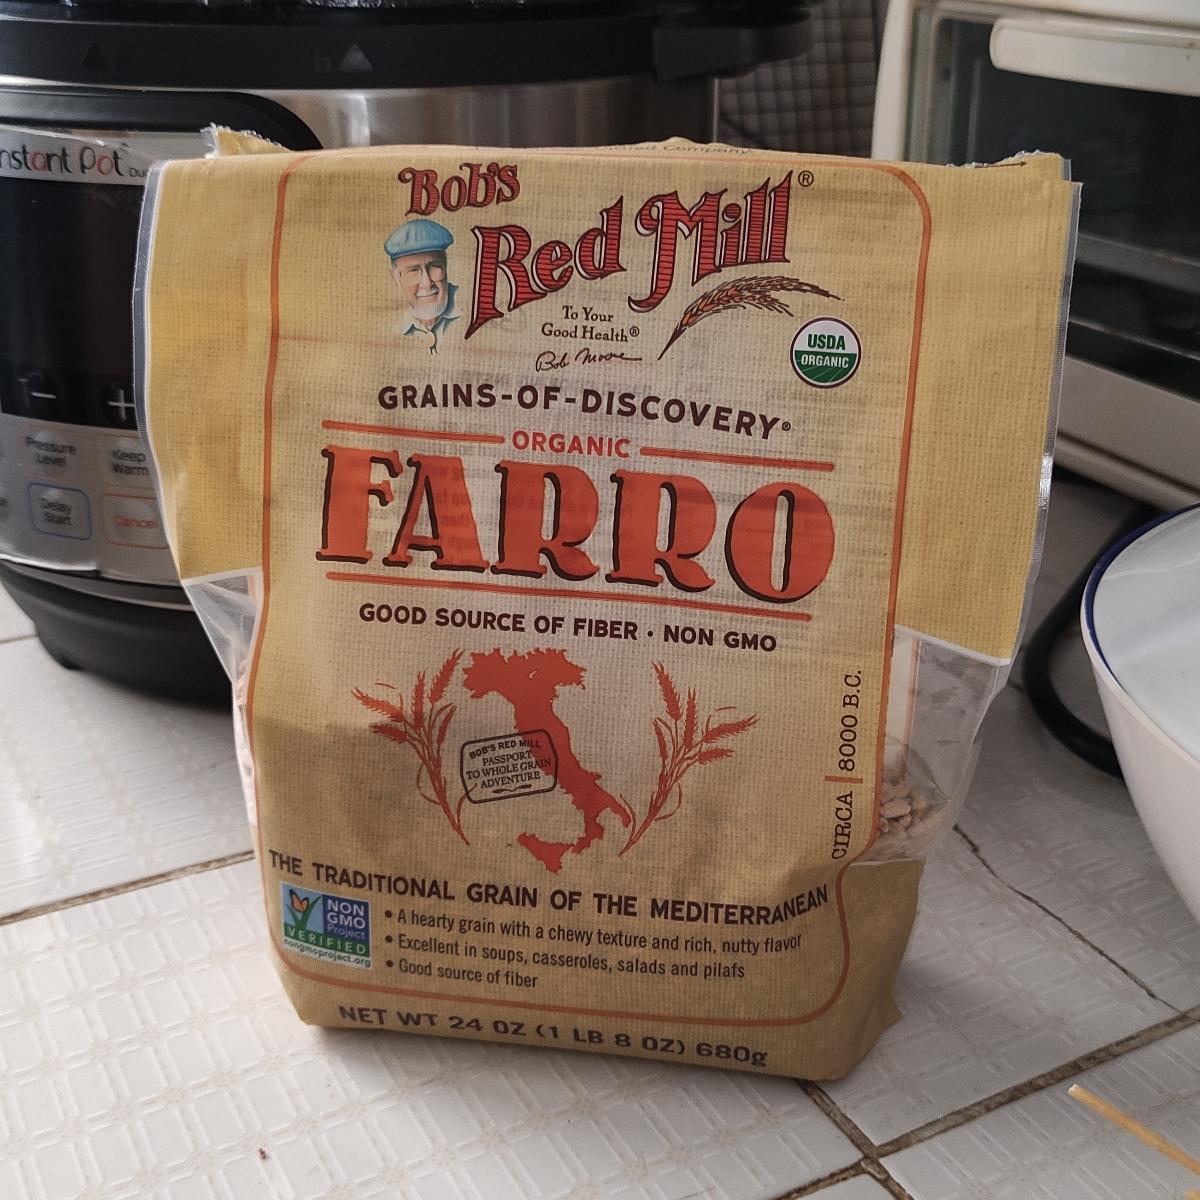 Bob's
Red Mill®
To Your
Good Health®
Bob Moore
USDA
ORGANIC
GRAINS-OF-DISCOVERY®
ORGANIC
FARRO
GOOD SOURCE OF FIBER • NON GMO
BOB'S RED MILL
PASSPORT
TO WHOLE GRAIN
ADVENTURE
CIRCA | 8000 B.C.
THE TRADITIONAL GRAIN OF THE MEDITERRANEAN
NON
GMO
Project
VERIFIED
nongmoproject.org
• A hearty grain with a chewy texture and rich, nutty flavor
• Excellent in soups, casseroles, salads and pilafs
• Good source of fiber
NET WT 24 OZ (1 LB 8 OZ) 680g
nstant Pot
Pressure
Level
Keep
Warm
Delay
Start
Cancel